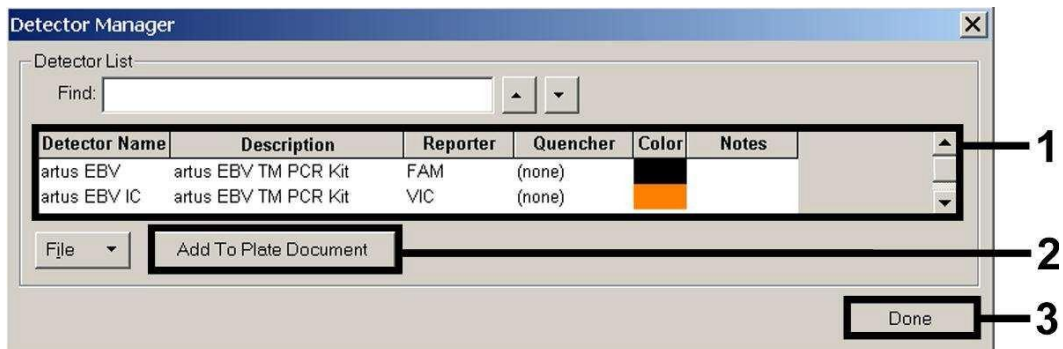 Detector Manager
Detector List
Find:
Detector Name Description Reporter Quencher Color Notes 1
artus EBV artus EBV TM PCR Kit FAM (none)
artus EBV IC artus EBV TM PCR Kit VIC (none)
File Add To Plate Document 2
Done 3